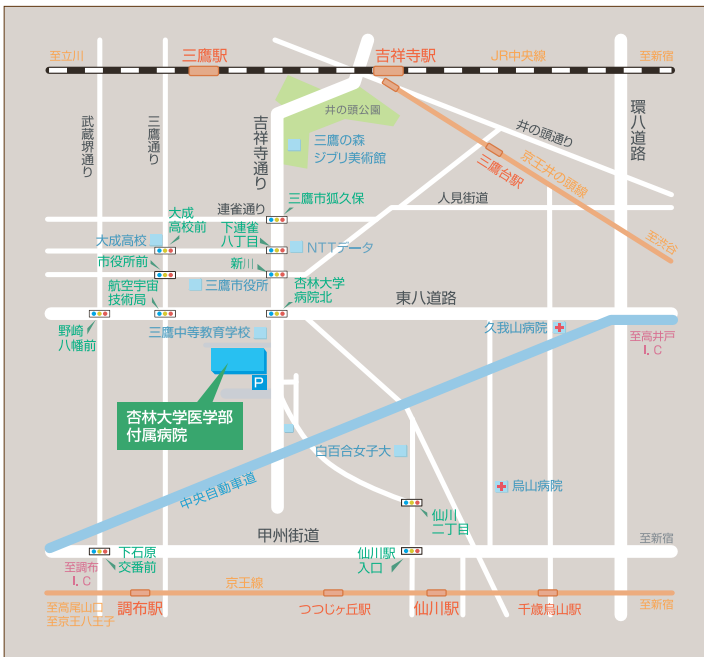 至立川
三鷹駅
吉祥寺駅
JR中央線
至新宿
武蔵堺通り
三鷹通り
吉祥寺通り
井の頭公園
三鷹の森
ジブリ美術館
井の頭通り
環八道路
三鷹台駅
京王井の頭線
至渋谷
人見街道
連雀通り
三鷹市狐久保
大成
高校前
大成高校
下連雀
八丁目
NTTデータ
市役所前
新川
三鷹市役所
航空宇宙
技術局
杏林大学
病院北
東八道路
野崎
八幡前
三鷹中等教育学校
久我山病院
至高井戸
I,C
P
杏林大学医学部
付属病院
白百合女子大
中央自動車道
烏山病院
仙川
二丁目
甲州街道
至新宿
下石原
交番前
仙川駅
入口
至調布
I,C
京王線
至高尾山口
至京王八王子
調布駅
つつじヶ丘駅
仙川駅
千歳烏山駅
至新宿